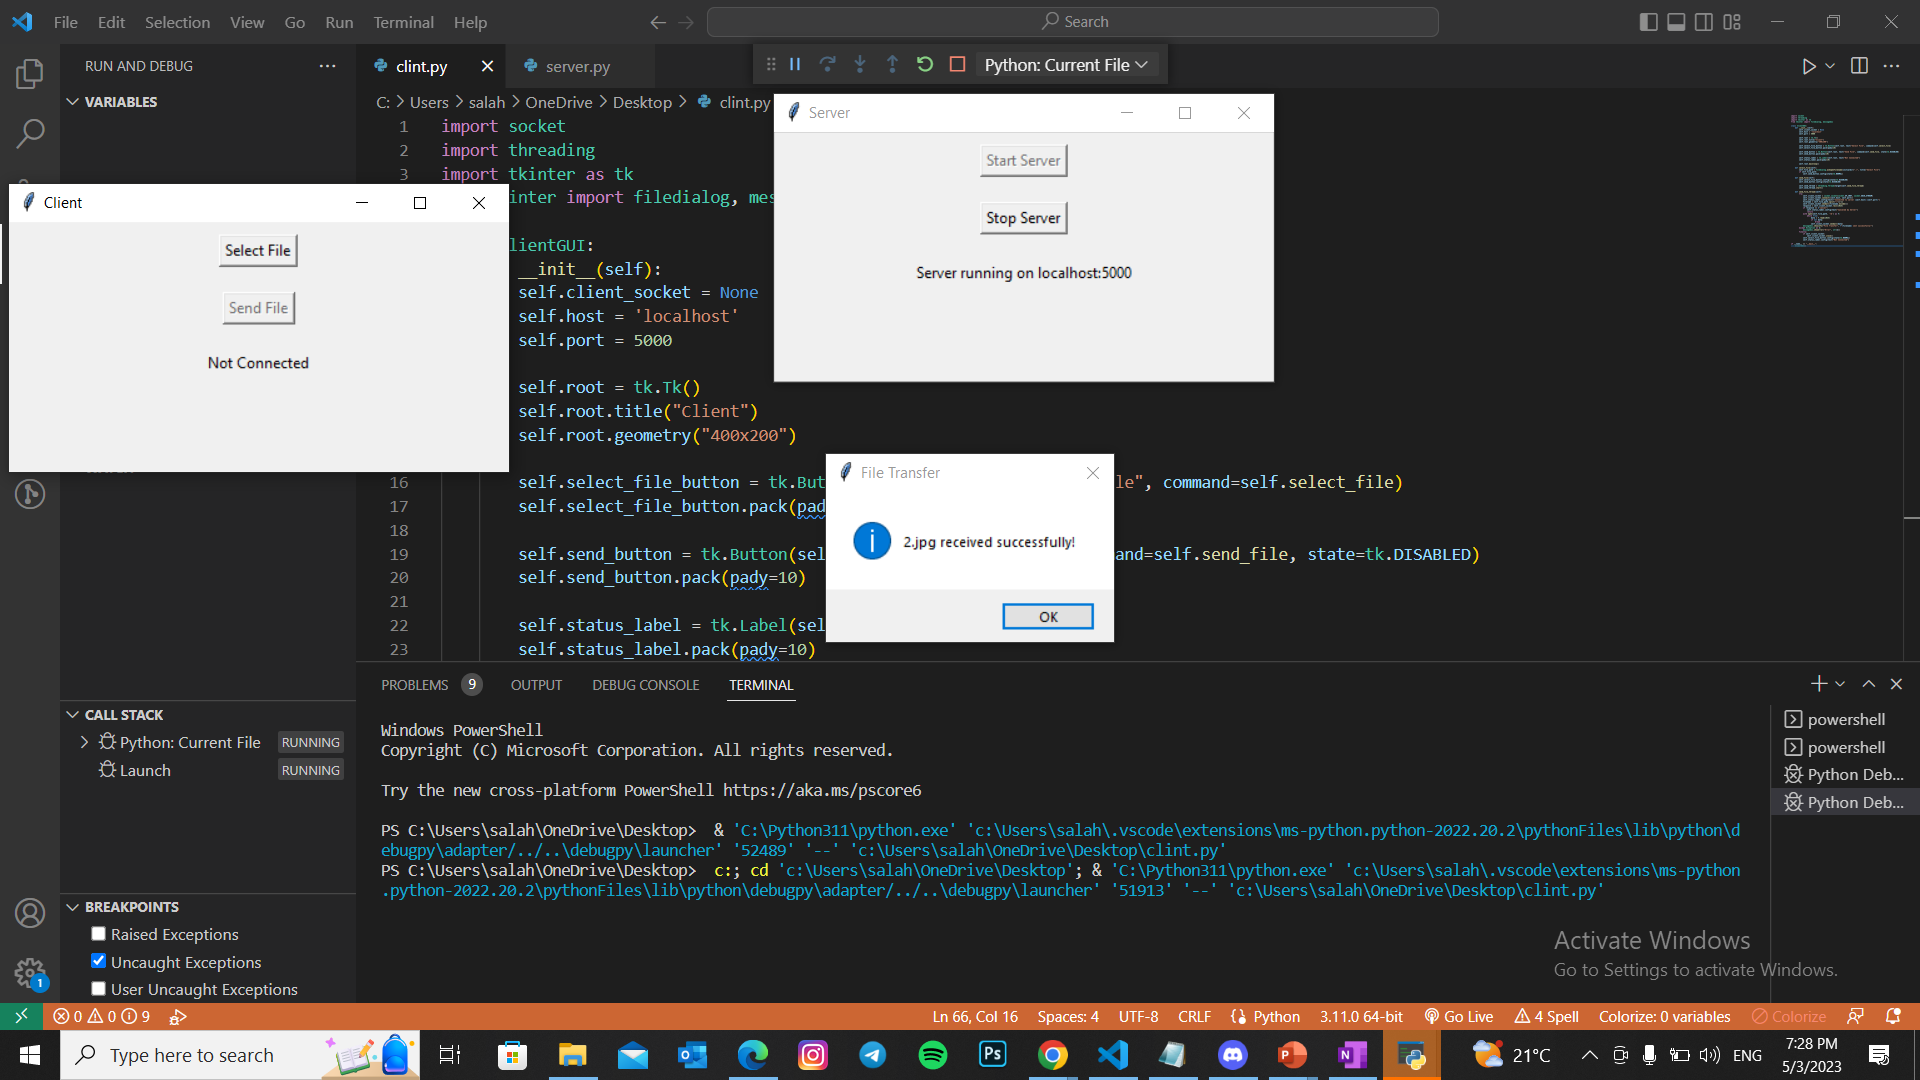 File Edit Selection View Go Run Terminal Help
Search
RUN AND DEBUG
clint.py
server.py
Python: Current File
VARIABLES
C: > Users > salah > OneDrive > Desktop > clint.py
1 import socket
2 import threading
3 import tkinter as tk
inter import filedialog, mes
lientGUI:
__init__(self):
self.client_socket = None
self.host = 'localhost'
self.port = 5000
self.root = tk.Tk()
self.root.title("Client")
self.root.geometry("400x200")
16 self.select_file_button = tk.But le", command=self.select_file)
17 self.select_file_button.pack(pad
18
19 self.send_button = tk.Button(sel and=self.send_file, state=tk.DISABLED)
20 self.send_button.pack(pady=10)
21
22 self.status_label = tk.Label(sel
23 self.status_label.pack(pady=10)
Client
Select File
Send File
Not Connected
Server
Start Server
Stop Server
Server running on localhost:5000
File Transfer
2.jpg received successfully!
OK
CALL STACK
Python: Current File RUNNING
Launch RUNNING
BREAKPOINTS
Raised Exceptions
Uncaught Exceptions
User Uncaught Exceptions
1
PROBLEMS 9 OUTPUT DEBUG CONSOLE TERMINAL
Windows PowerShell
Copyright (C) Microsoft Corporation. All rights reserved.
Try the new cross-platform PowerShell https://aka.ms/pscore6
PS C:\Users\salah\OneDrive\Desktop>  & 'C:\Python311\python.exe' 'c:\Users\salah\.vscode\extensions\ms-python.python-2022.20.2\pythonFiles\lib\python\d
ebugpy\adapter/../..\debugpy\launcher' '52489' '--' 'c:\Users\salah\OneDrive\Desktop\clint.py'
PS C:\Users\salah\OneDrive\Desktop>  c:; cd 'c:\Users\salah\OneDrive\Desktop'; & 'C:\Python311\python.exe' 'c:\Users\salah\.vscode\extensions\ms-python
.python-2022.20.2\pythonFiles\lib\python\debugpy\adapter/../..\debugpy\launcher' '51913' '--' 'c:\Users\salah\OneDrive\Desktop\clint.py'
powershell
powershell
Python Deb...
Python Deb...
Activate Windows
Go to Settings to activate Windows.
0 0 9
Ln 66, Col 16 Spaces: 4 UTF-8 CRLF Python 3.11.0 64-bit Go Live 4 Spell Colorize: 0 variables Colorize
Type here to search
Ps
21°C
ENG
7:28 PM
5/3/2023